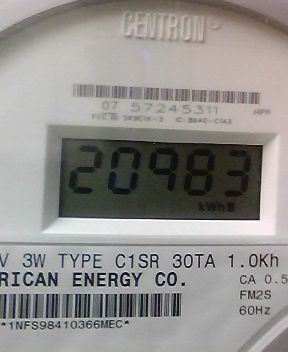 CENTRON®
07 57245311
HPP
20983
kWh
V 3W TYPE C1SR 30TA 1.0Kh
RICAN ENERGY CO.
CA 0.5
FM2S
60Hz
*1NFS98410366MEC*